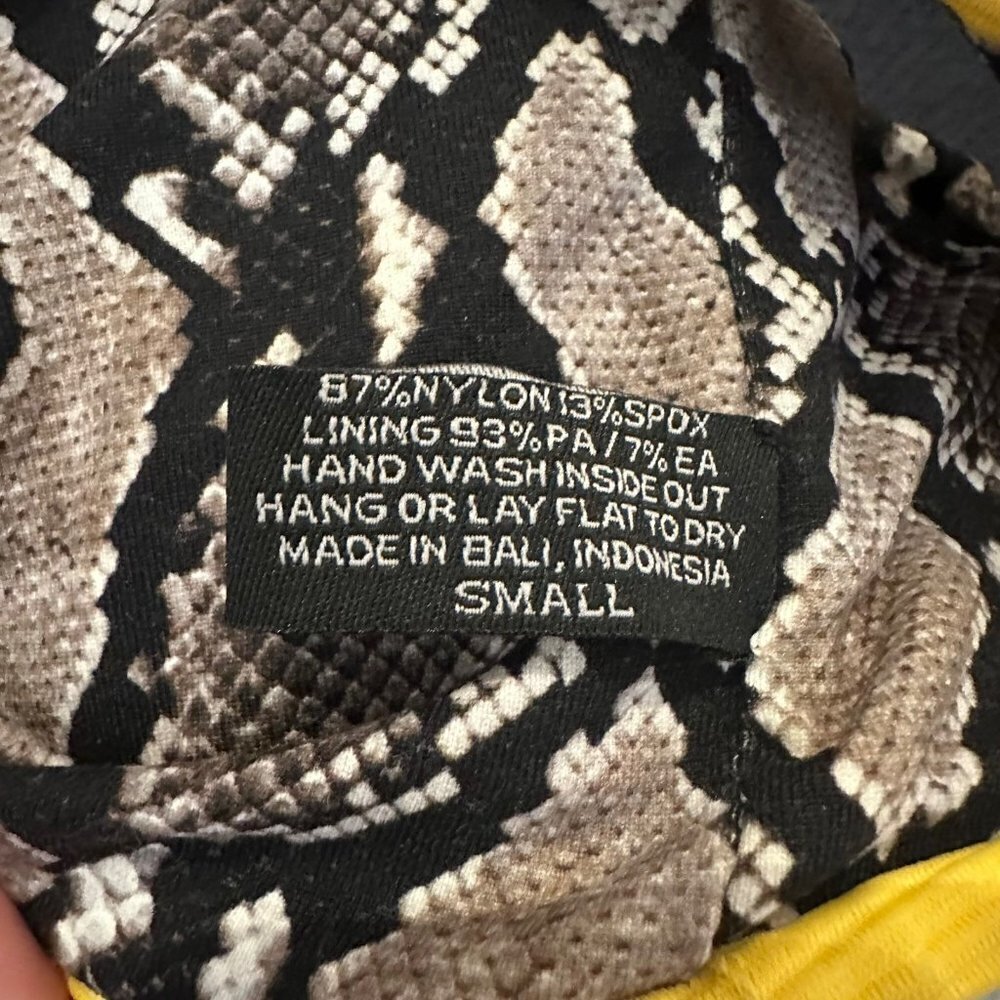 87%NYLON 13%SPDX
LINING 93%PA/7%EA
HAND WASH INSIDE OUT
HANG OR LAY FLAT TO DRY
MADE IN BALI, INDONESIA
SMALL